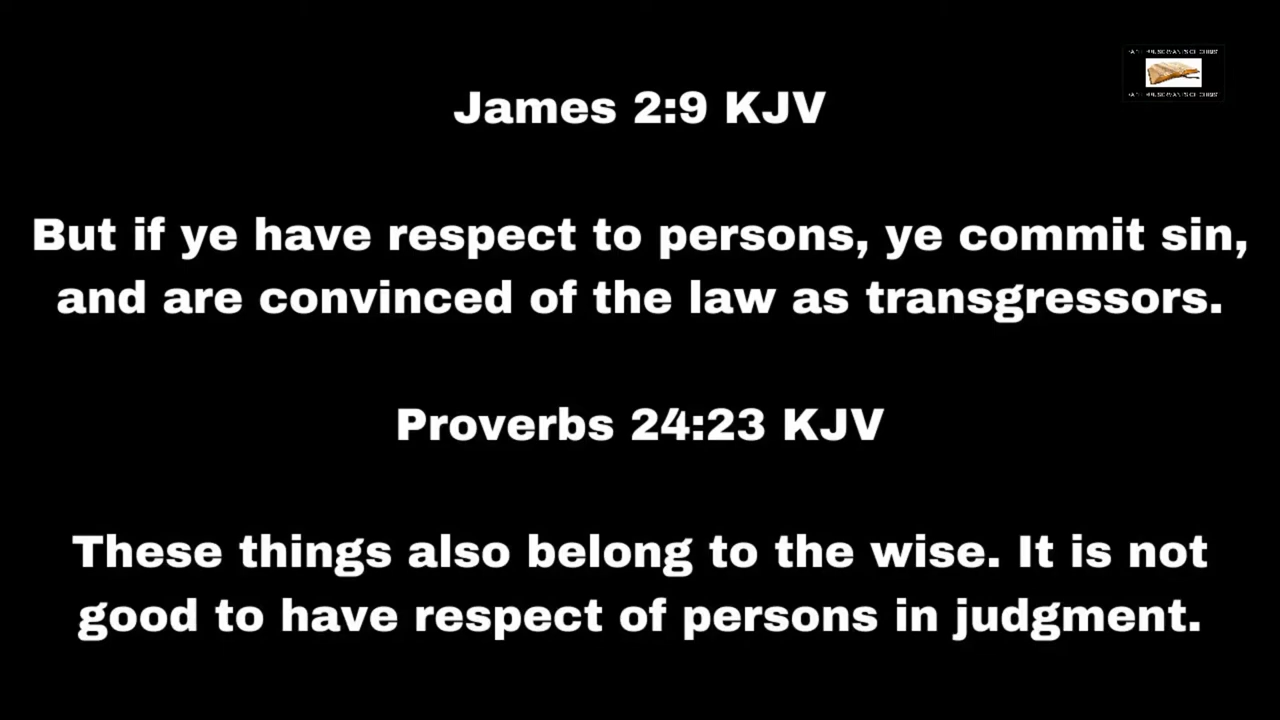 James 2:9 KJV
But if ye have respect to persons, ye commit sin,
and are convinced of the law as transgressors.
Proverbs 24:23 KJV
These things also belong to the wise. It is not
good to have respect of persons in judgment.